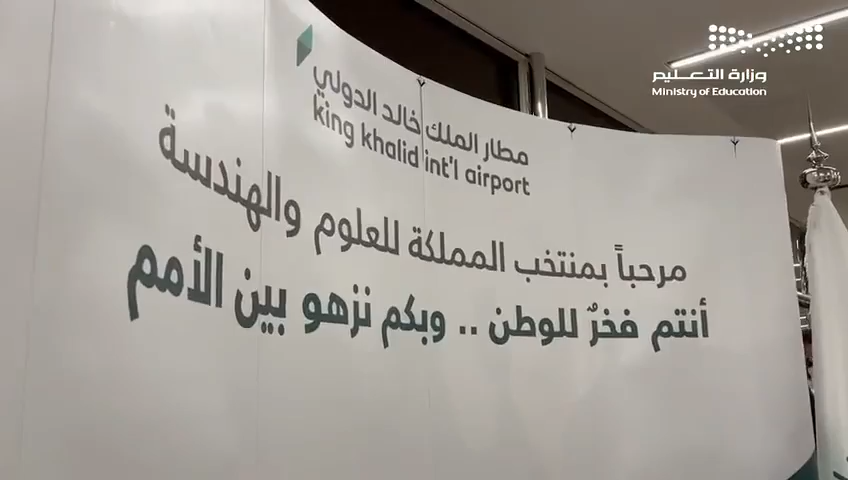 وزارة التعليم
Ministry of Education
مطار الملك خالد الدولي
king khalid int'l airport
مرحباً بمنتخب المملكة للعلوم والهندسة
أنتم فخرٌ للوطن .. وبكم نزهو بين الأمم